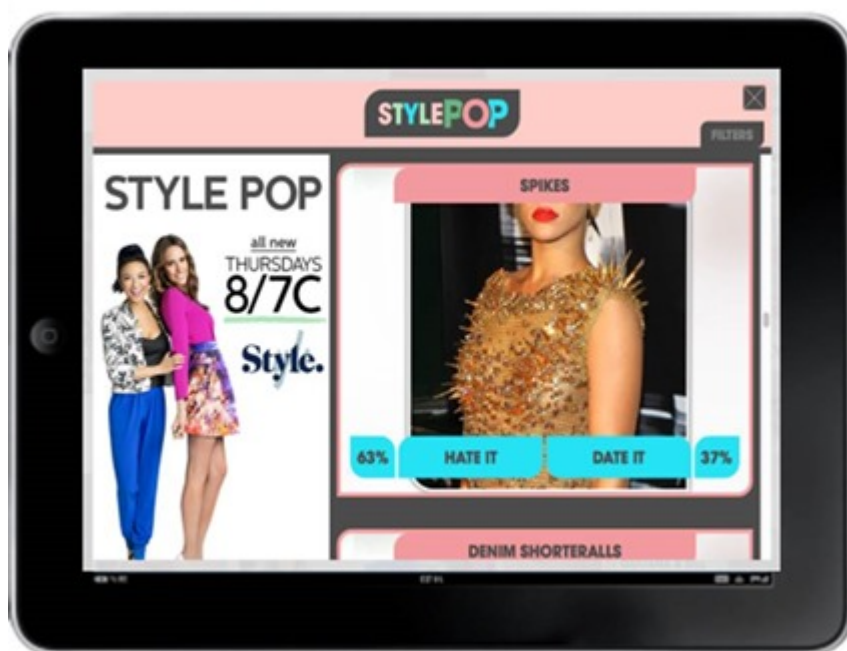 STYLEPOP
FILTERS
STYLE POP
all new
THURSDAYS
8/7C
Style.
SPIKES
63%
HATE IT
DATE IT
37%
DENIM SHORTERALLS